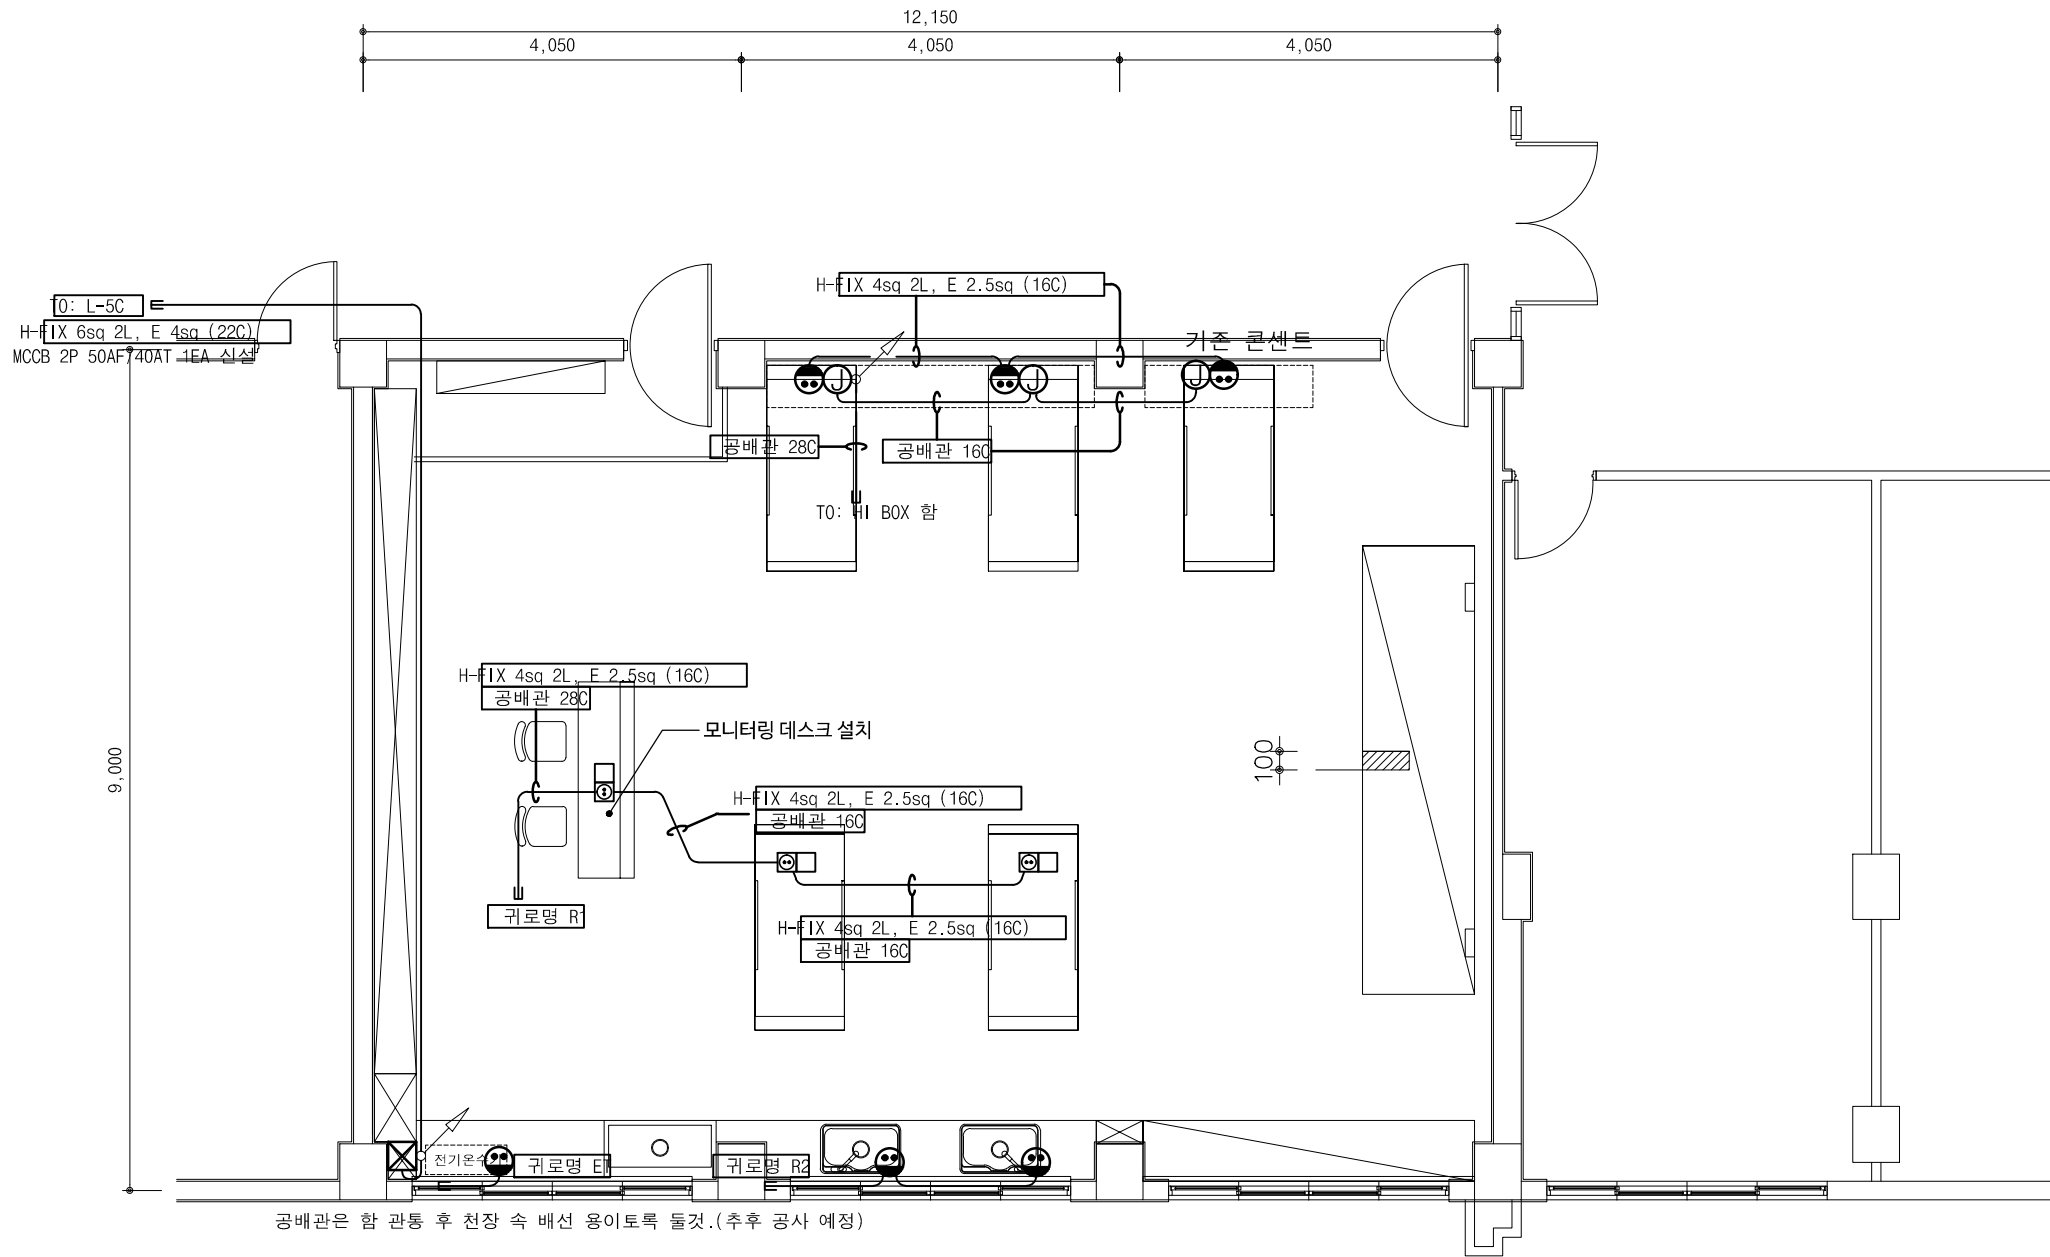 12,150
4,050
4,050
4,050
H-FIX 4sq 2L, E 2.5sq (16C)
TO: L-5C
H-FIX 6sq 2L, E 4sq (22C)
MCCB 2P 50AF/40AT 1EA 신설
기존 콘센트
J
J
J
공배관 28C
공배관 16C
TO: HI BOX 함
H-FIX 4sq 2L, E 2.5sq (16C)
공배관 28C
모니터링 데스크 설치
9,000
100
H-FIX 4sq 2L, E 2.5sq (16C)
공배관 16C
귀로명 R1
H-FIX 4sq 2L, E 2.5sq (16C)
공배관 16C
전기온수
귀로명 E1
귀로명 R2
공배관은 함 관통 후 천장 속 배선 용이토록 둘것.(추후 공사 예정)